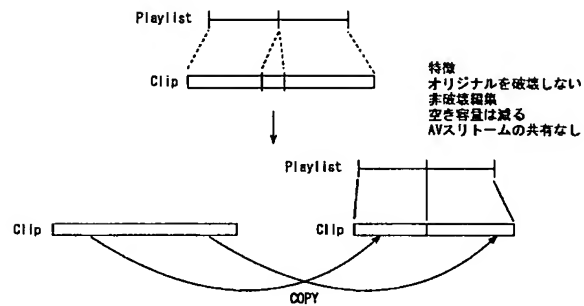 Playlist
Clip
特徴
オリジナルを破壊しない
非破壊編集
空き容量は減る
AVスリトームの共有なし
Playlist
Clip
Clip
COPY